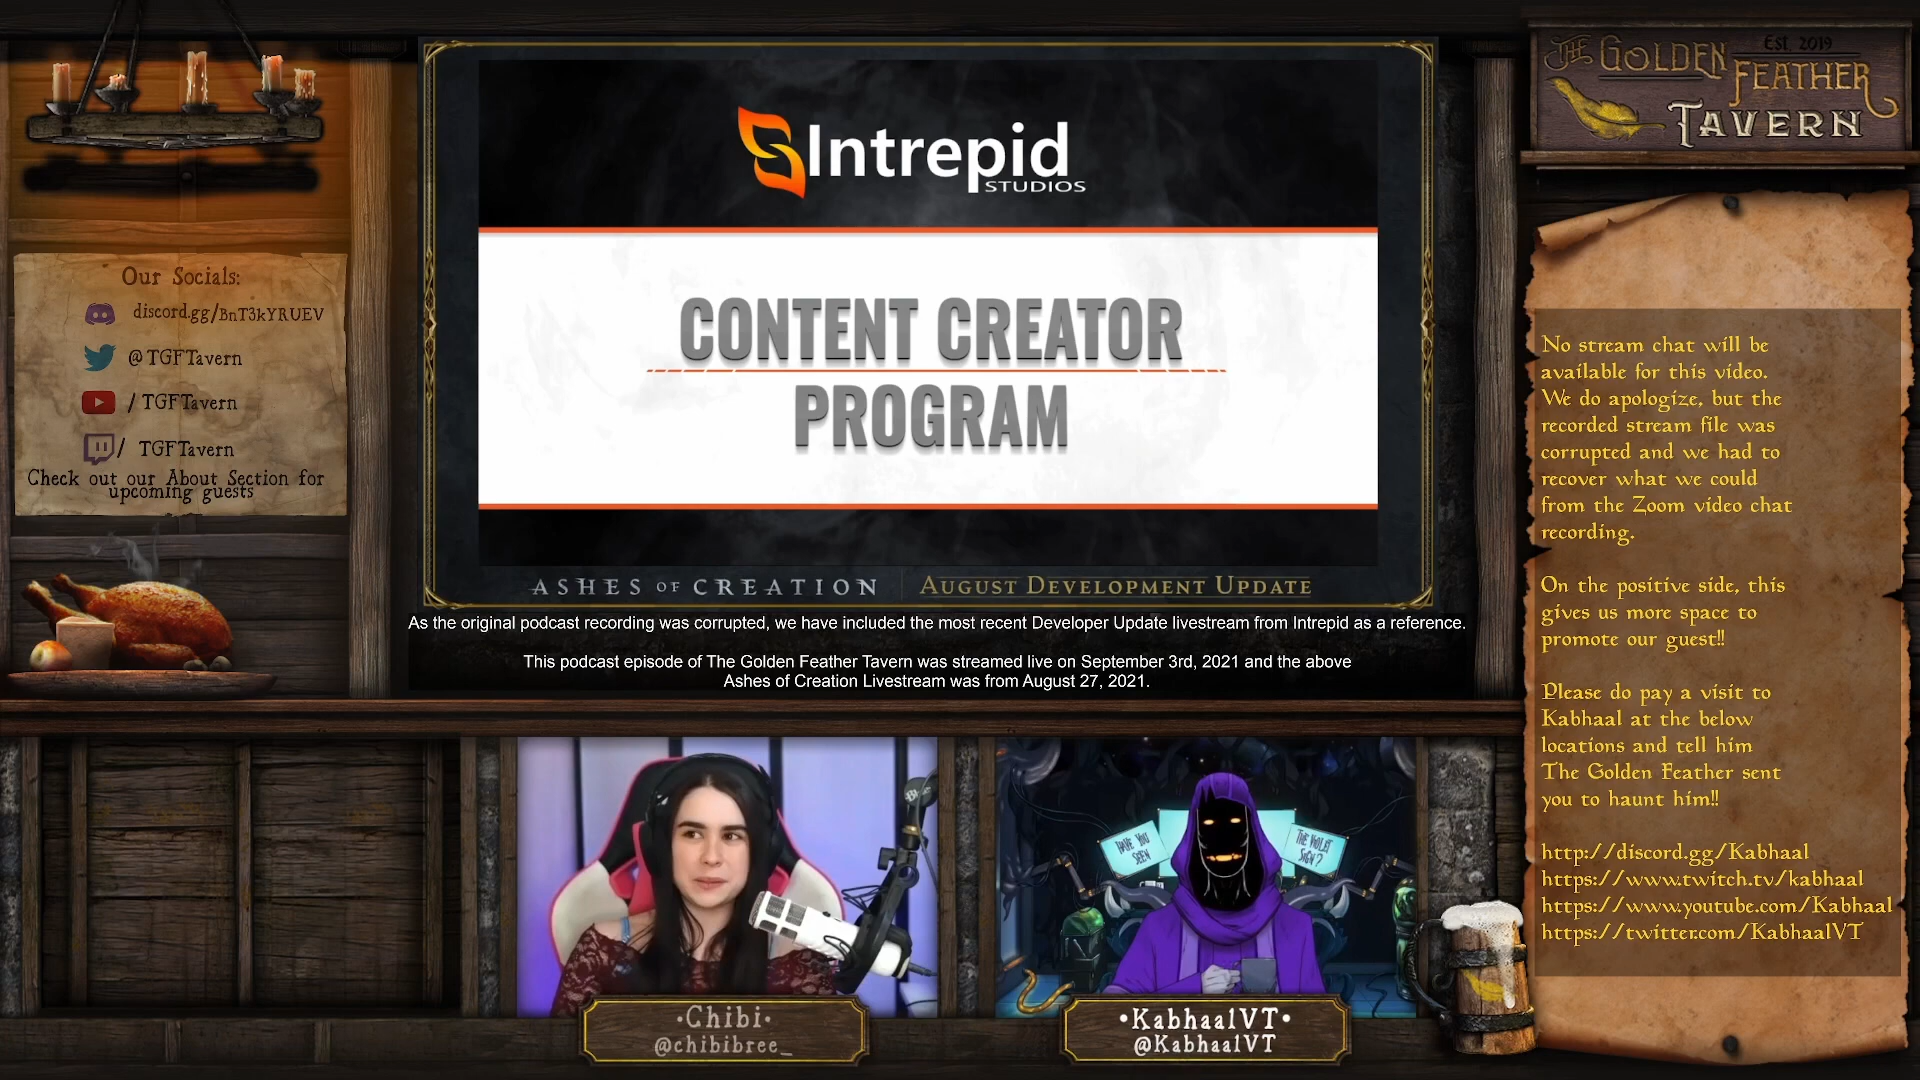 THE GOLDEN FEATHER TAVERN
Est. 2019
Intrepid
STUDIOS
CONTENT CREATOR
PROGRAM
ASHES OF CREATION
AUGUST DEVELOPMENT UPDATE
As the original podcast recording was corrupted, we have included the most recent Developer Update livestream from Intrepid as a reference.
This podcast episode of The Golden Feather Tavern was streamed live on September 3rd, 2021 and the above
Ashes of Creation Livestream was from August 27, 2021.
Our Socials:
discord.gg/BnT3kYRUEV
@TGFTavern
/ TGFTavern
/ TGFTavern
Check out our About Section for
upcoming guests
No stream chat will be
available for this video.
We do apologize, but the
recorded stream file was
corrupted and we had to
recover what we could
from the Zoom video chat
recording.
On the positive side, this
gives us more space to
promote our guest!!
Please do pay a visit to
Kabhaal at the below
locations and tell him
The Golden Feather sent
you to haunt him!!
http://discord.gg/Kabhaal
https://www.twitch.tv/kabhaal
https://www.youtube.com/Kabhaal
https://twitter.com/KabhaalVT
HAVE YOU
SEEN
THE VIOLET
SIGN?
•Chibi•
@chibibree_
•KabhaalVT•
@KabhaalVT